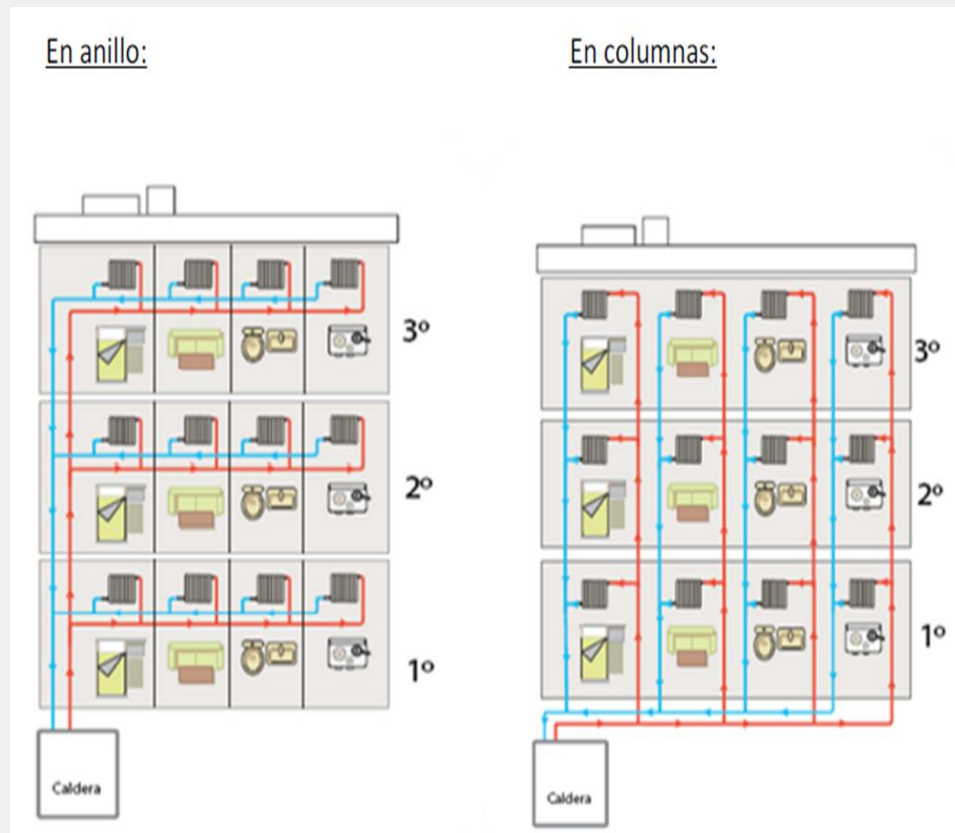 En anillo:
En columnas:
3º
2º
1º
Caldera
3º
2º
1º
Caldera